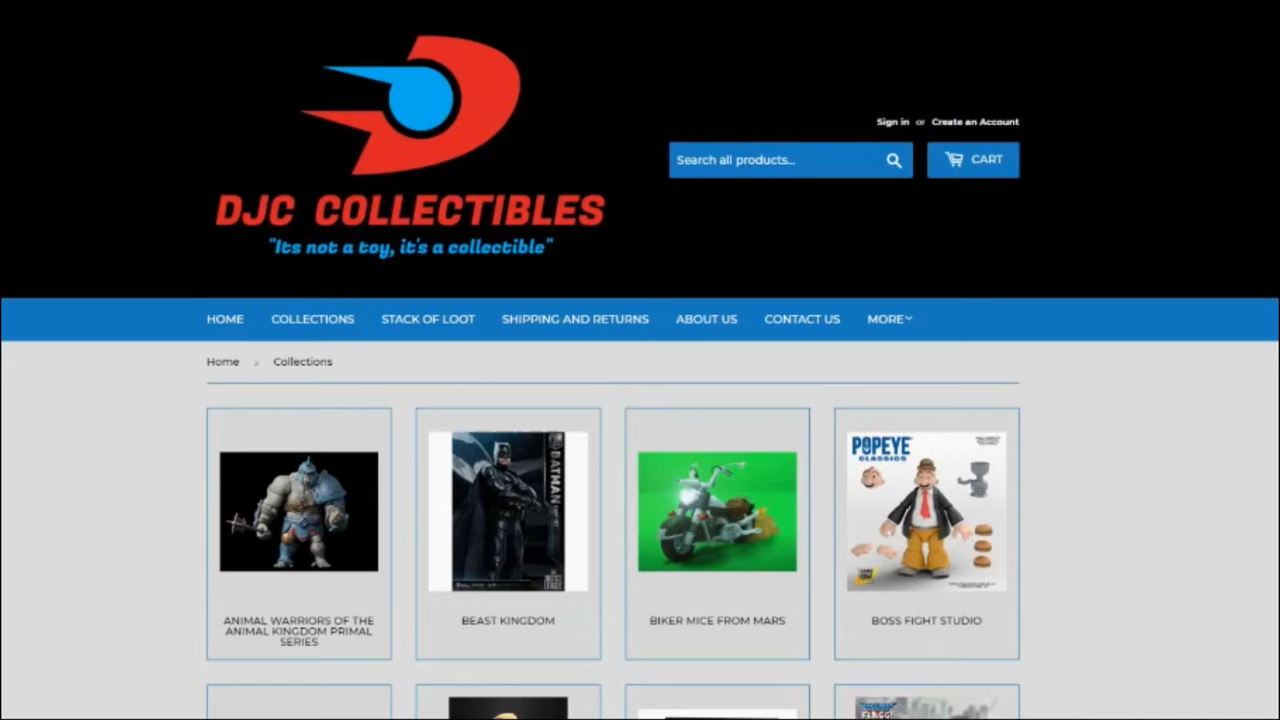 Sign in or Create an Account
Search all products...
CART
DJC COLLECTIBLES
"Its not a toy, it's a collectible"
HOME COLLECTIONS STACK OF LOOT SHIPPING AND RETURNS ABOUT US CONTACT US MORE
Home › Collections
BATMAN
POPEYE
CLASSICS
ANIMAL WARRIORS OF THE
ANIMAL KINGDOM PRIMAL
SERIES
BEAST KINGDOM
BIKER MICE FROM MARS
BOSS FIGHT STUDIO